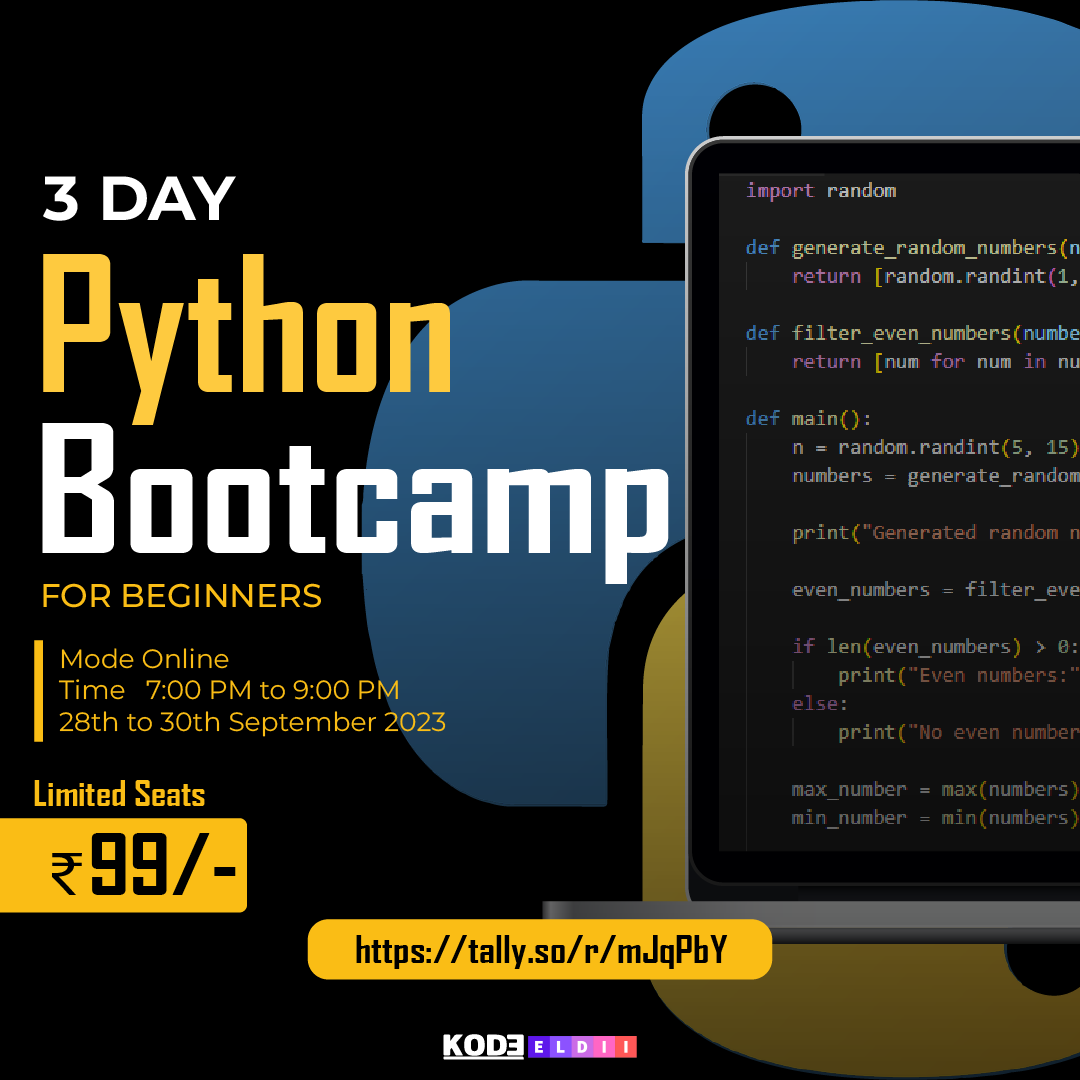 3 DAY
Python
Bootcamp
FOR BEGINNERS
Mode Online
Time 7:00 PM to 9:00 PM
28th to 30th September 2023
Limited Seats
₹99/-
https://tally.so/r/mJqPbY
KODE ELDII
import random
def generate_random_numbers(n
return [random.randint(1,
def filter_even_numbers(numbe
return [num for num in nu
def main():
n = random.randint(5, 15)
numbers = generate_random
print("Generated random n
even_numbers = filter_eve
if len(even_numbers) > 0:
print("Even numbers:"
else:
print("No even number
max_number = max(numbers)
min_number = min(numbers)